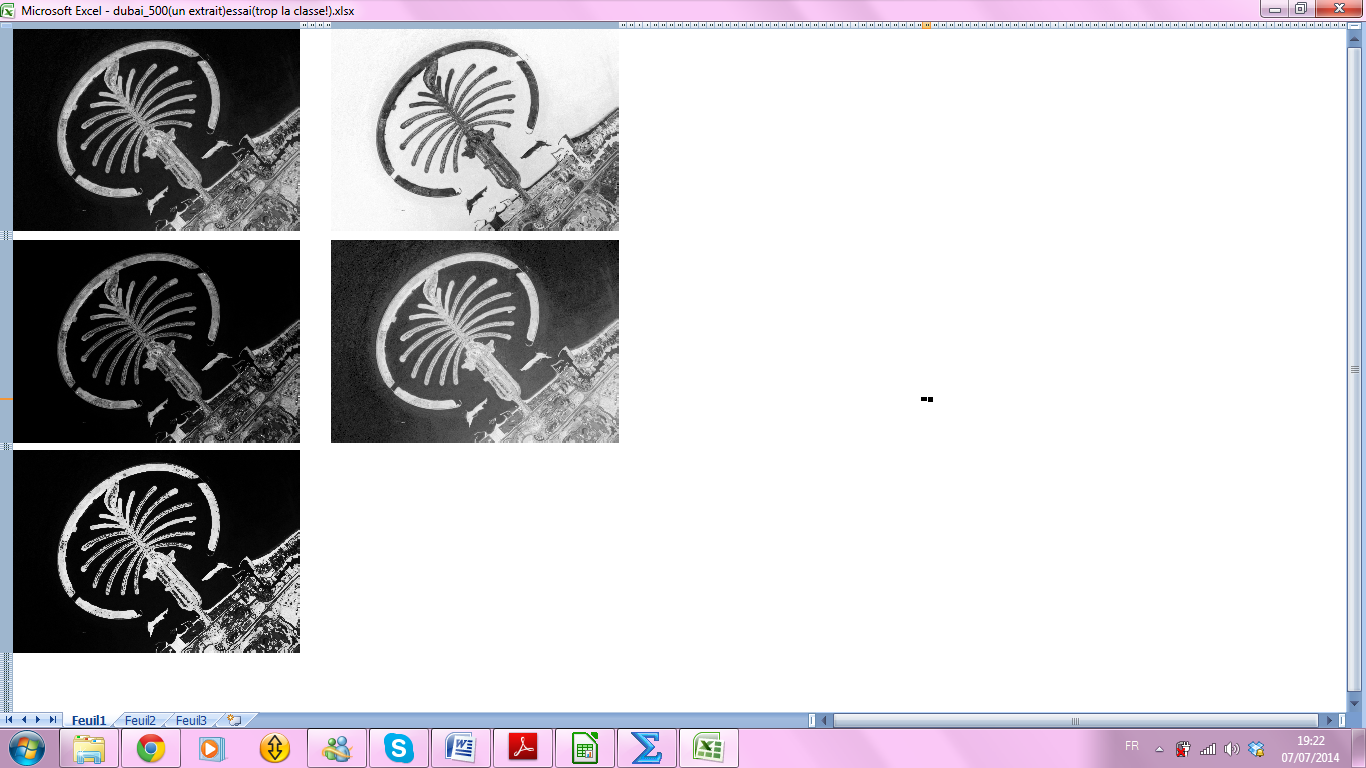 Microsoft Excel - dubai_500(un extrait)essai(trop la classe!).xlsx
Feuil1 Feuil2 Feuil3
FR
19:22
07/07/2014